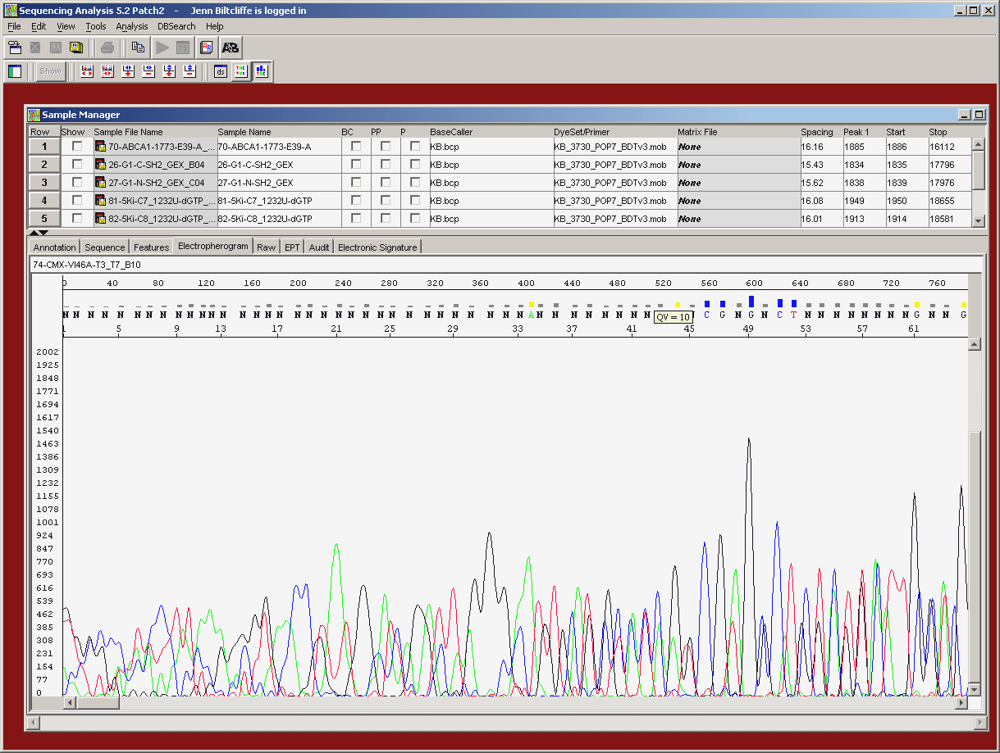 Sequencing Analysis 5.2 Patch2 - Jenn Biltcliffe is logged in
File Edit View Tools Analysis DBSearch Help
Show
ds
Sample Manager
Row Show Sample File Name Sample Name BC PP P BaseCaller DyeSet/Primer Matrix File Spacing Peak 1 Start Stop
1 70-ABCA1-1773-E39-A_... 70-ABCA1-1773-E39-A KB.bcp KB_3730_POP7_BDTv3.mob None 16.16 1885 1886 16112
2 26-G1-C-SH2_GEX_B04 26-G1-C-SH2_GEX KB.bcp KB_3730_POP7_BDTv3.mob None 15.43 1834 1835 17796
3 27-G1-N-SH2_GEX_C04 27-G1-N-SH2_GEX KB.bcp KB_3730_POP7_BDTv3.mob None 15.62 1838 1839 17976
4 81-5Ki-C7_1232U-dGTP_... 81-5Ki-C7_1232U-dGTP KB.bcp KB_3730_POP7_BDTv3.mob None 16.08 1949 1950 18655
5 82-5Ki-C8_1232U-dGTP_... 82-5Ki-C8_1232U-dGTP KB.bcp KB_3730_POP7_BDTv3.mob None 16.01 1913 1914 18581
Annotation Sequence Features Electropherogram Raw EPT Audit Electronic Signature
74-CMX-VI46A-T3_T7_B10
0 40 80 120 160 200 240 280 320 360 400 440 480 520 560 600 640 680 720 760
N N N N N N N N N N N N N N N N N N N N N N N N N N N N N N N N N A N N N N N N N N QV = 10 C G N G N C T N N N N N N N N G N N G
1 5 9 13 17 21 25 29 33 37 41 45 49 53 57 61
2002
1925
1848
1771
1694
1617
1540
1463
1386
1309
1232
1155
1078
1001
924
847
770
693
616
539
462
385
308
231
154
77
0